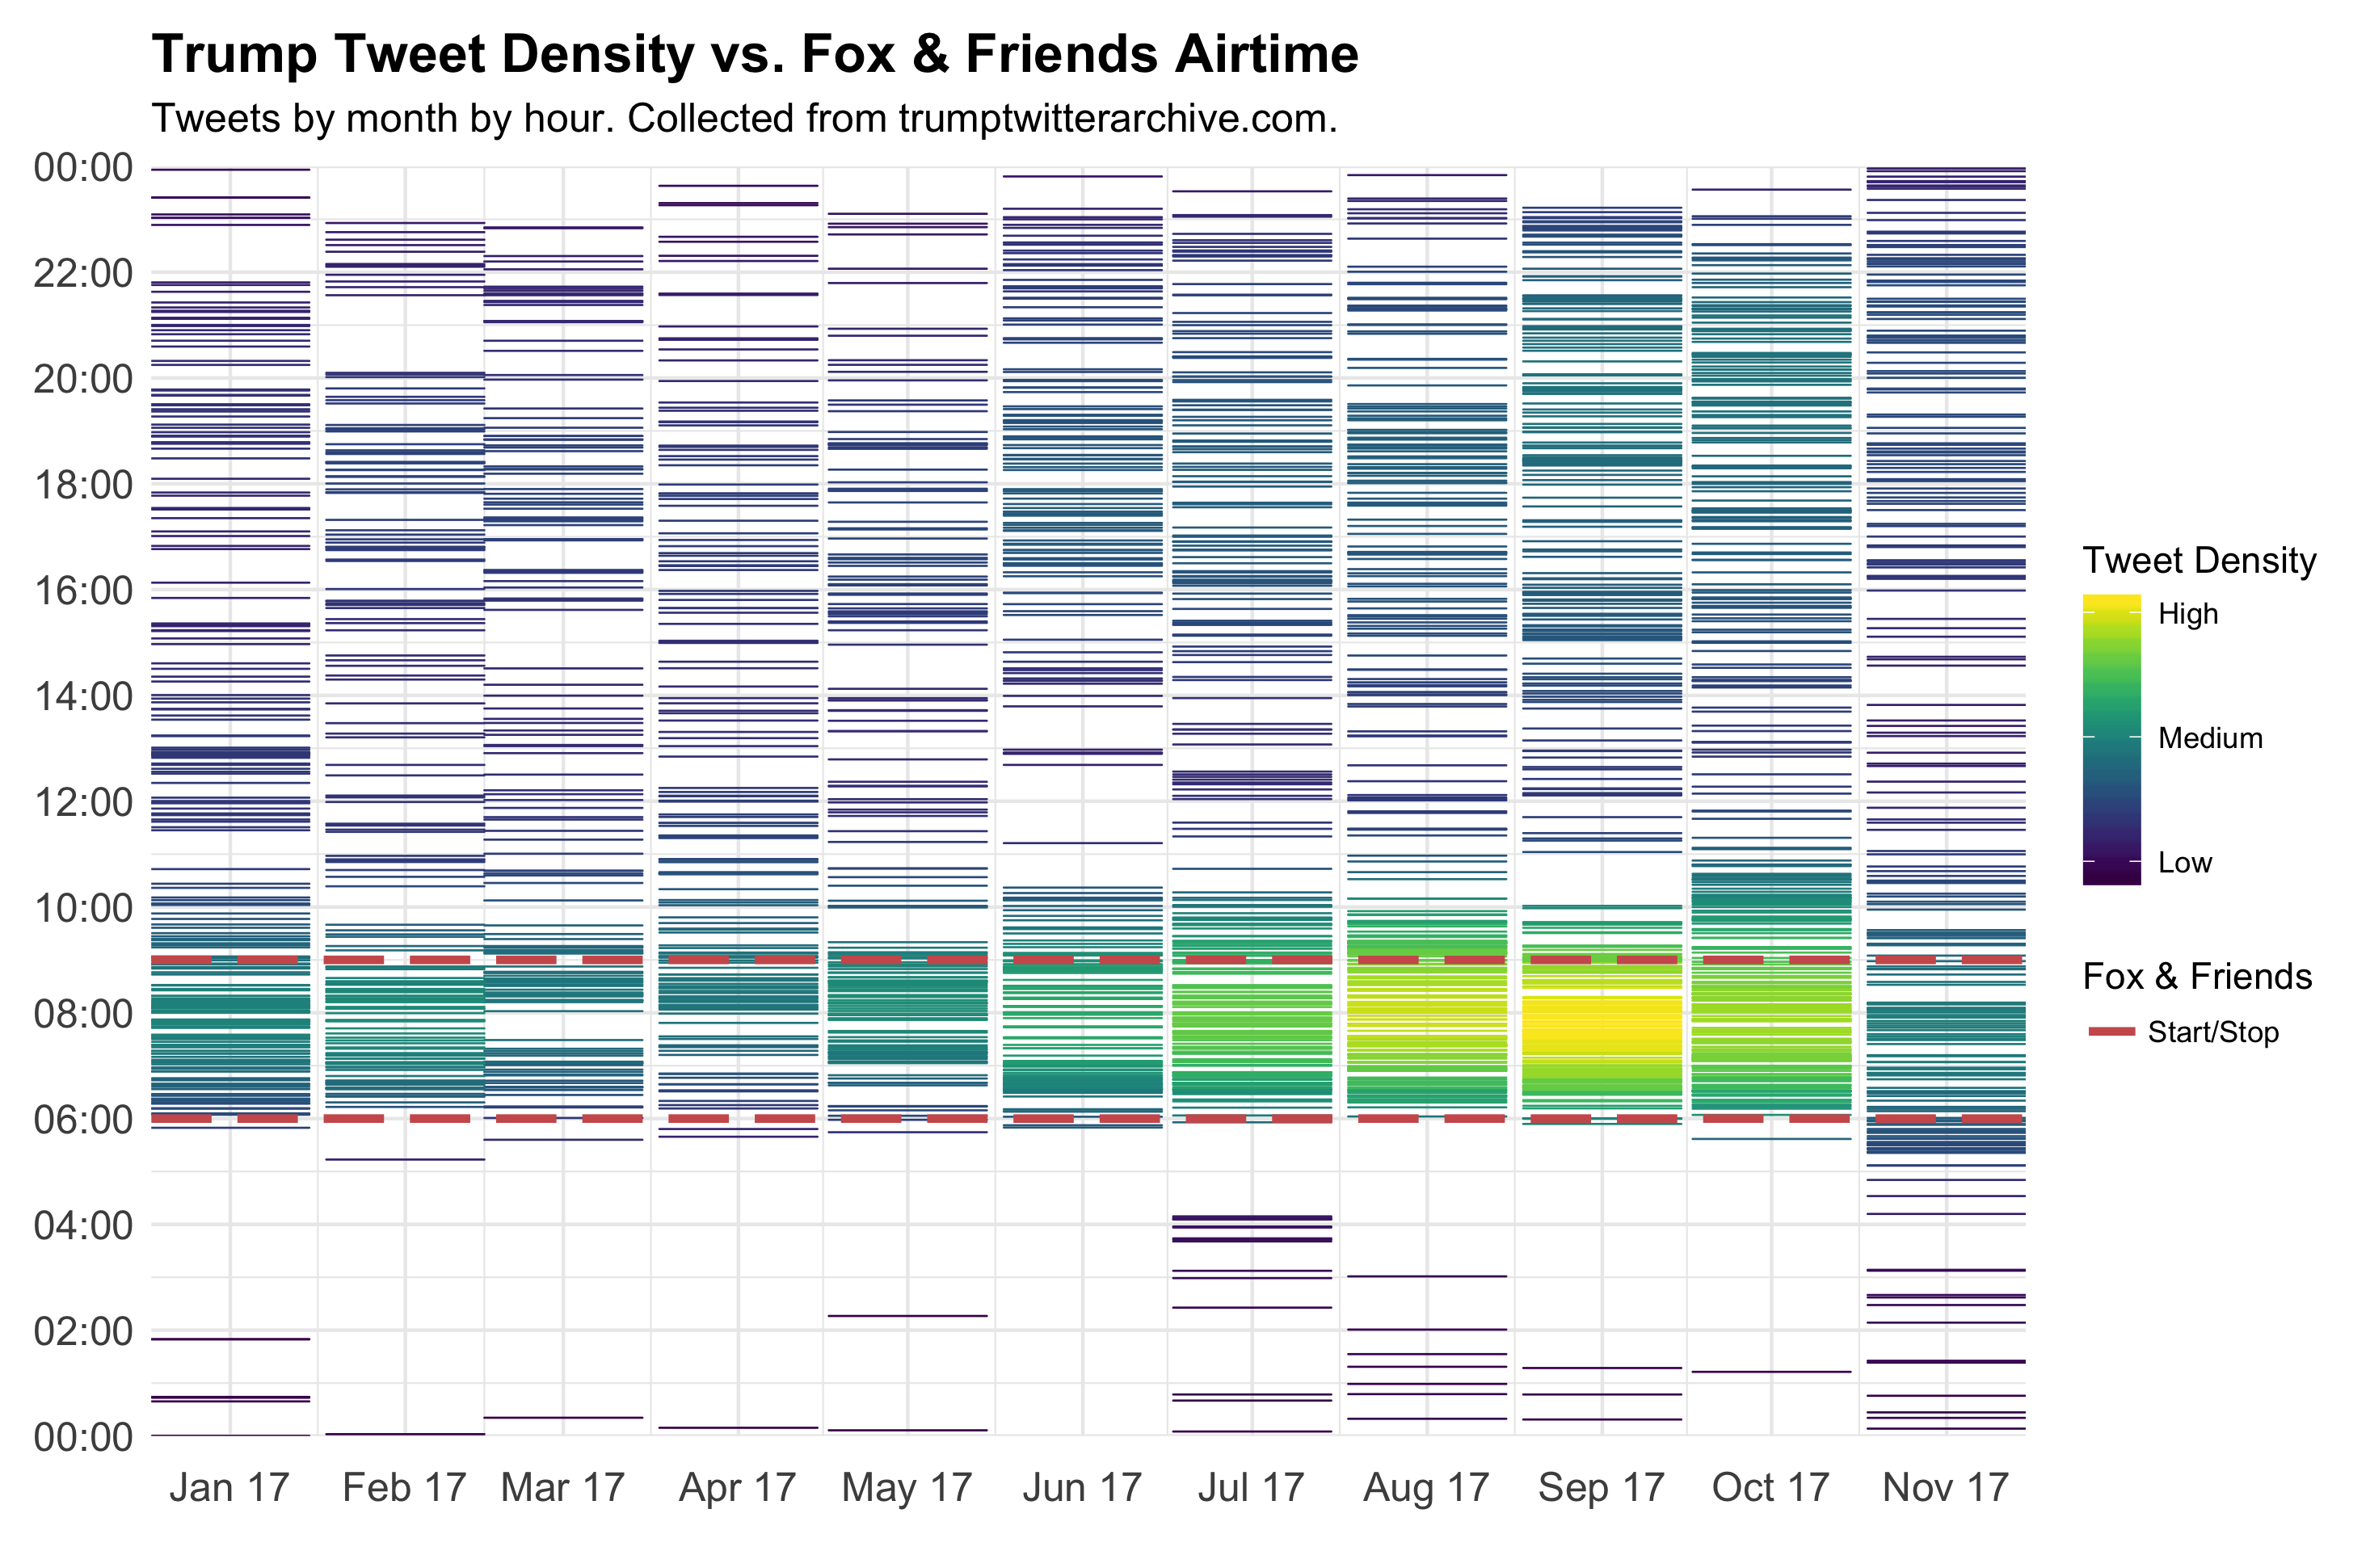 Trump Tweet Density vs. Fox & Friends Airtime
Tweets by month by hour. Collected from trumptwitterarchive.com.
00:00
22:00
20:00
18:00
16:00
14:00
12:00
10:00
08:00
06:00
04:00
02:00
00:00
Jan 17 Feb 17 Mar 17 Apr 17 May 17 Jun 17 Jul 17 Aug 17 Sep 17 Oct 17 Nov 17
Tweet Density
High
Medium
Low
Fox & Friends
Start/Stop